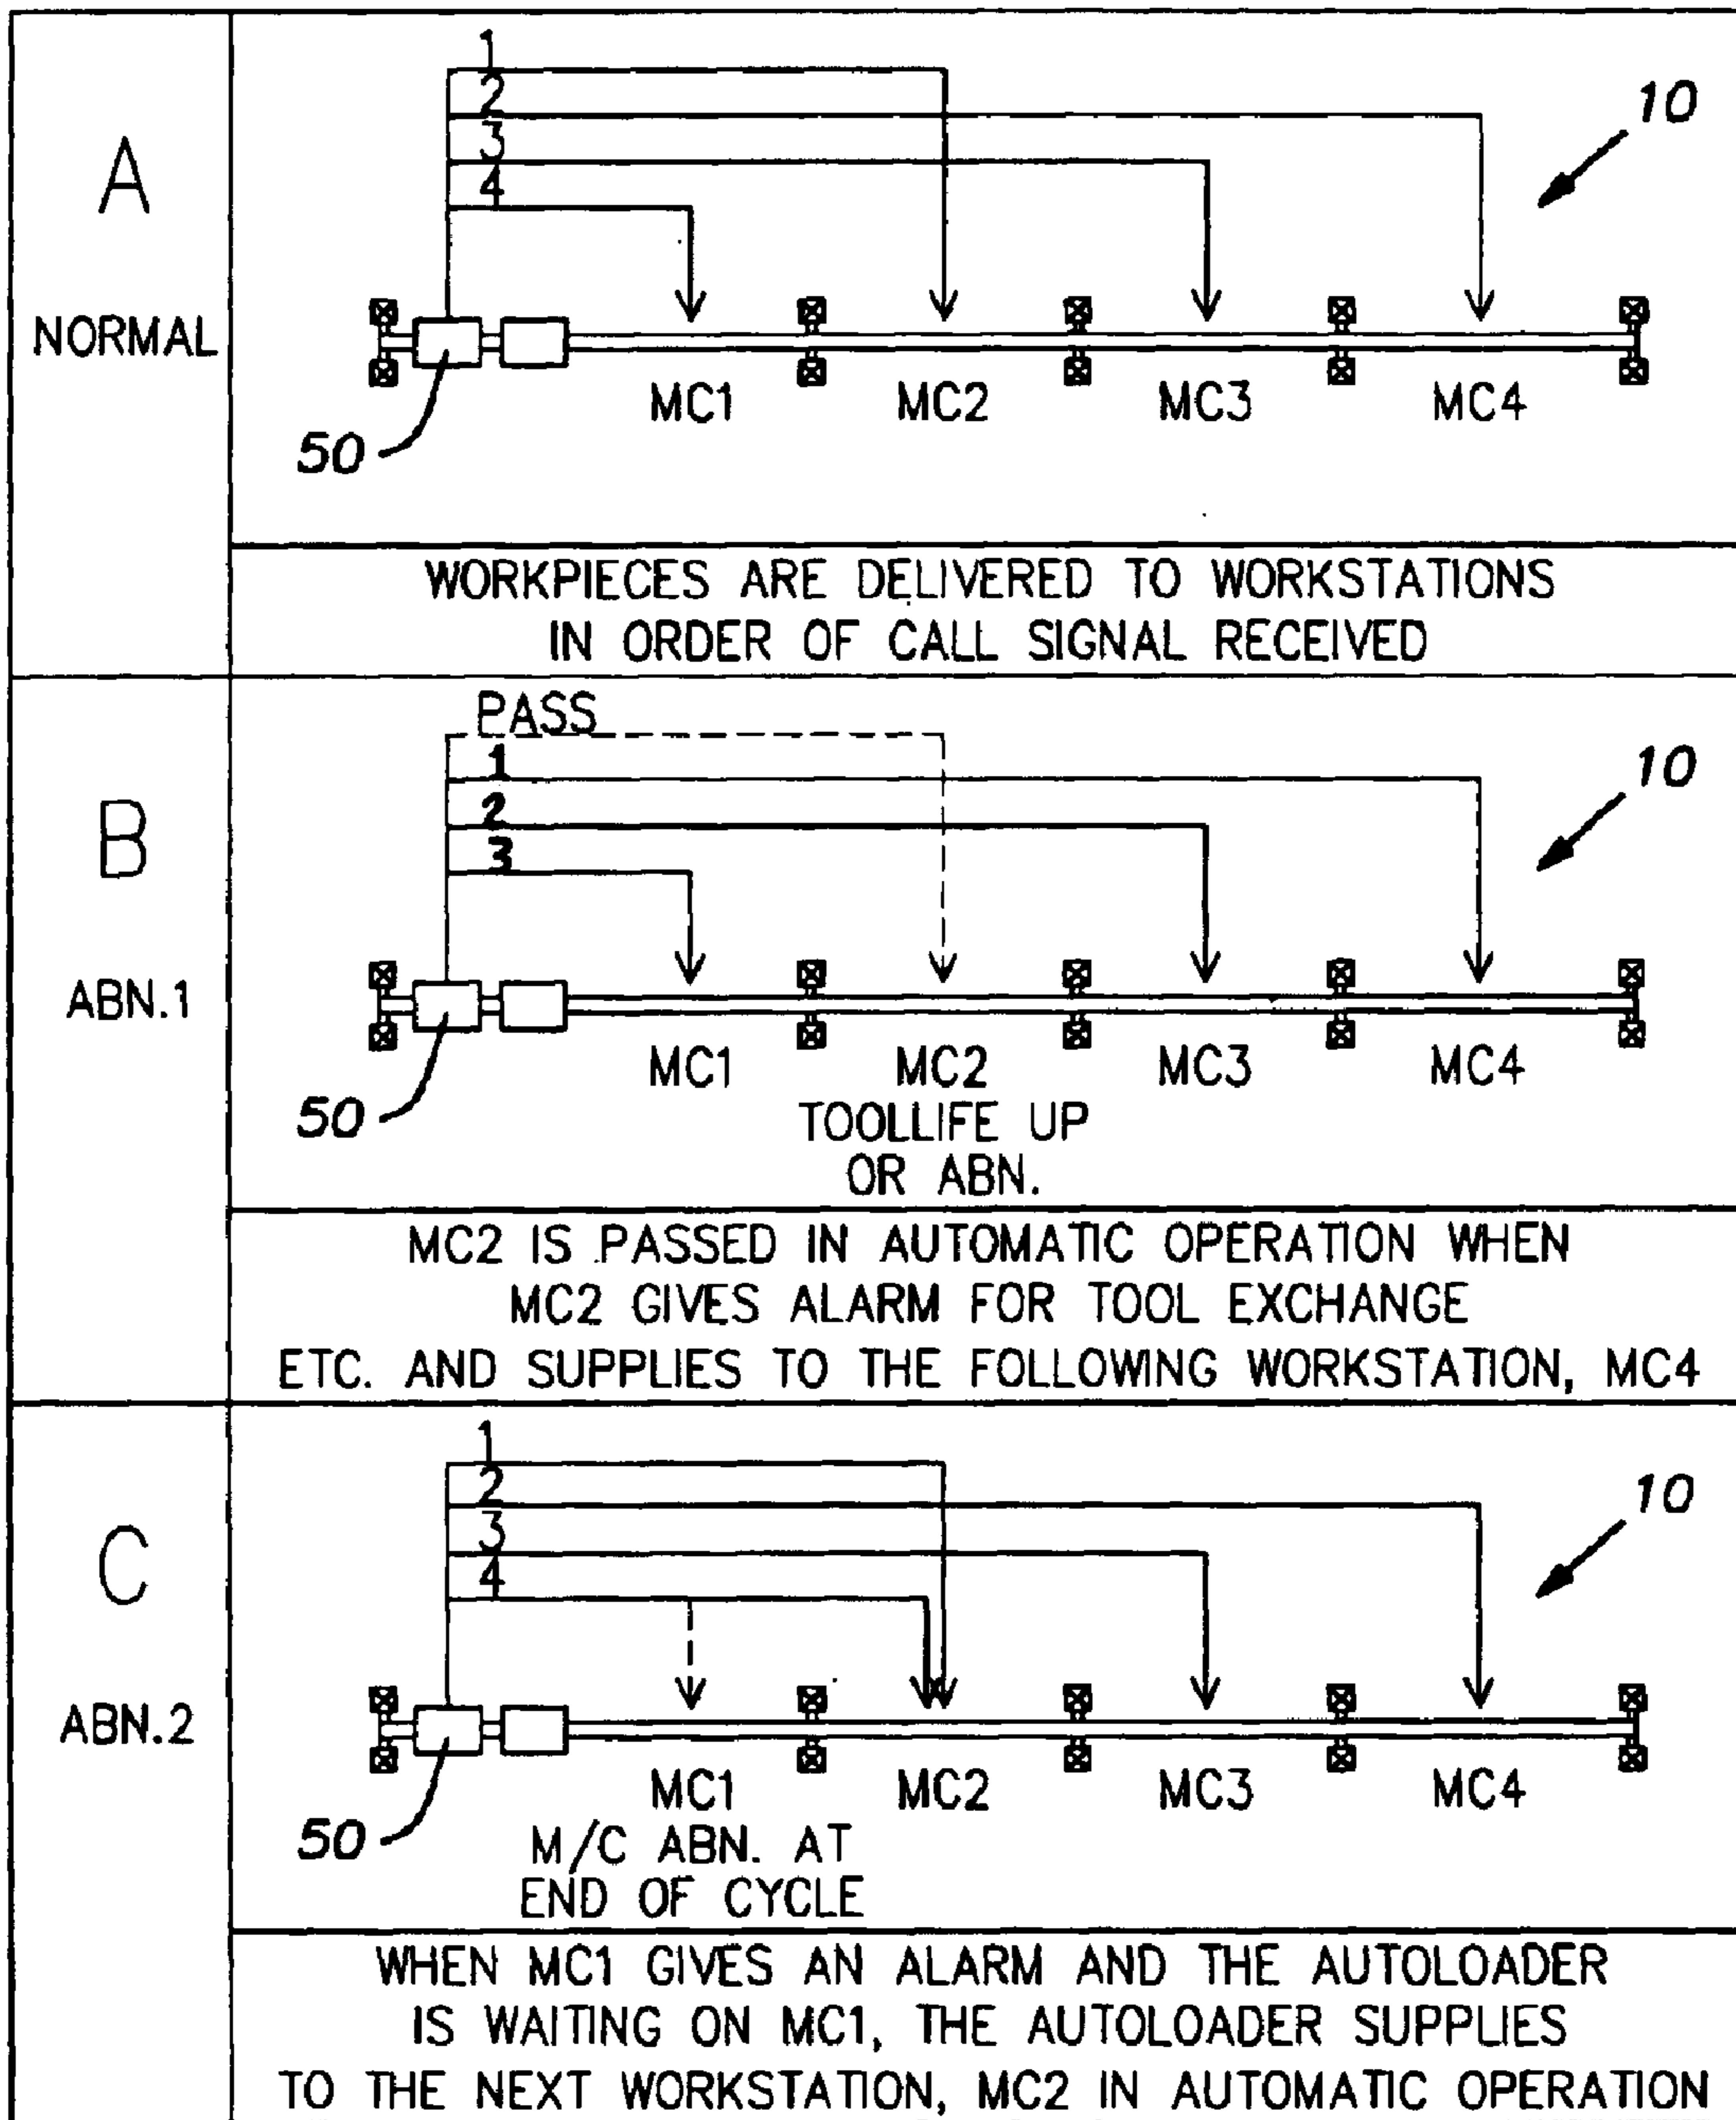 A
NORMAL
1
2
3
4
10
50
MC1 MC2 MC3 MC4
WORKPIECES ARE DELIVERED TO WORKSTATIONS
IN ORDER OF CALL SIGNAL RECEIVED
B
ABN.1
PASS
1
2
3
10
50
MC1 MC2 MC3 MC4
TOOLLIFE UP
OR ABN.
MC2 IS PASSED IN AUTOMATIC OPERATION WHEN
MC2 GIVES ALARM FOR TOOL EXCHANGE
ETC. AND SUPPLIES TO THE FOLLOWING WORKSTATION, MC4
C
ABN.2
1
2
3
4
10
50
MC1 MC2 MC3 MC4
M/C ABN. AT
END OF CYCLE
WHEN MC1 GIVES AN ALARM AND THE AUTOLOADER
IS WAITING ON MC1, THE AUTOLOADER SUPPLIES
TO THE NEXT WORKSTATION, MC2 IN AUTOMATIC OPERATION